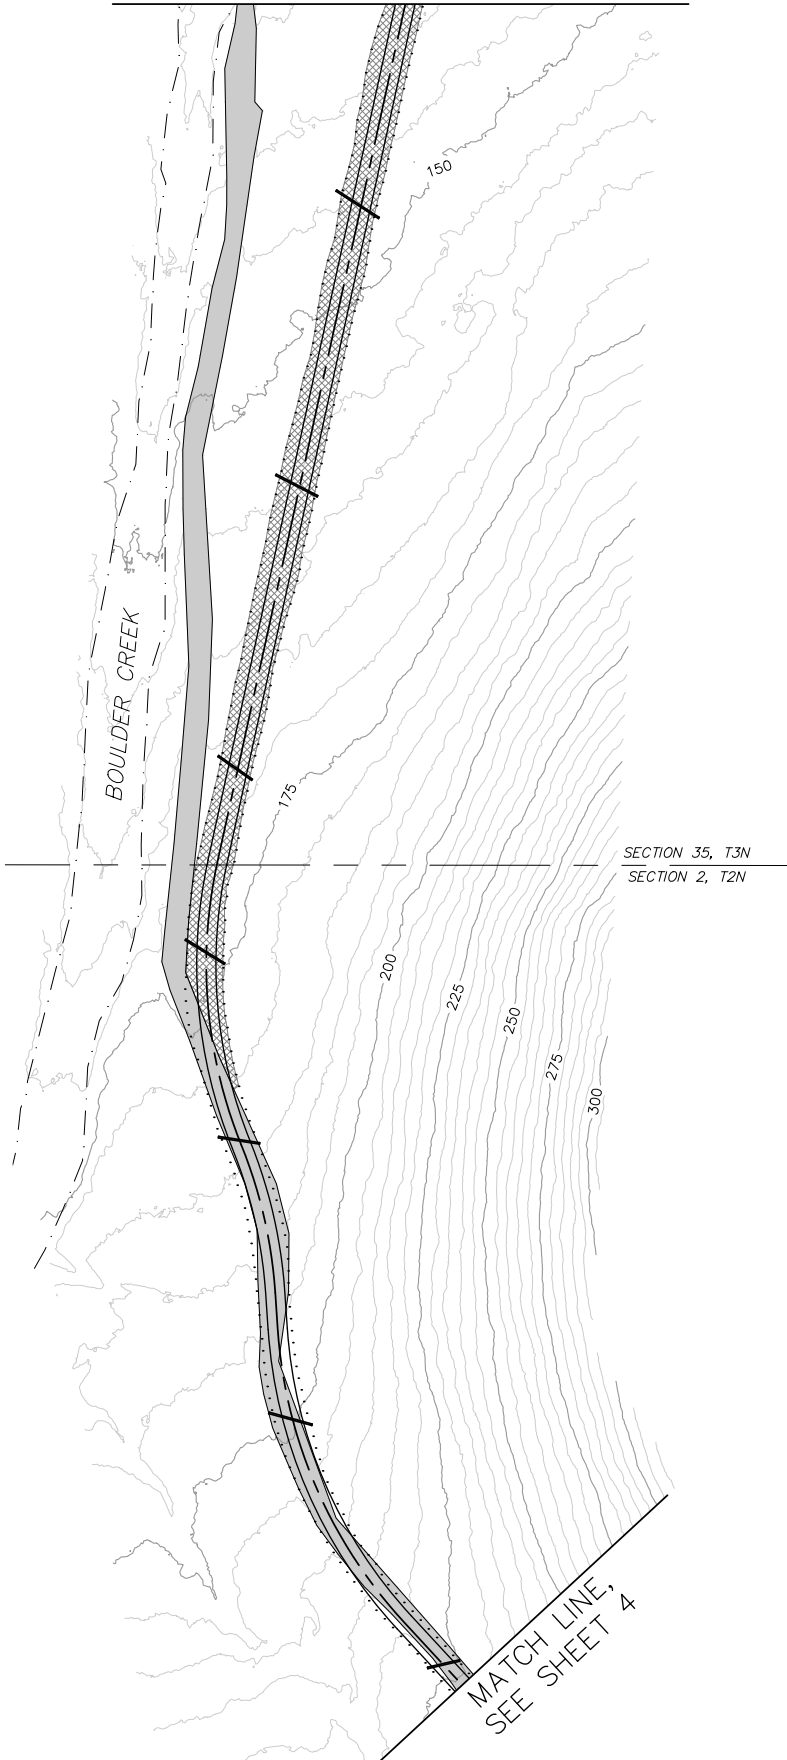 150
BOULDER CREEK
175
SECTION 35, T3N
SECTION 2, T2N
200
225
250
275
300
MATCH LINE,
SEE SHEET 4